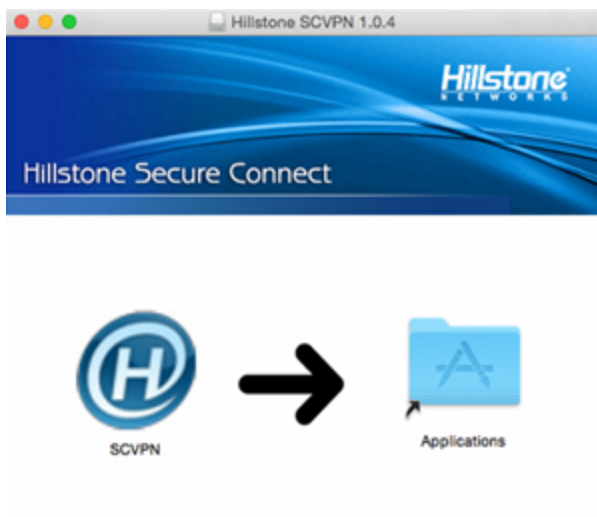 Hillstone SCVPN 1.0.4
Hillstone
NETWORKS
Hillstone Secure Connect
SCVPN
Applications